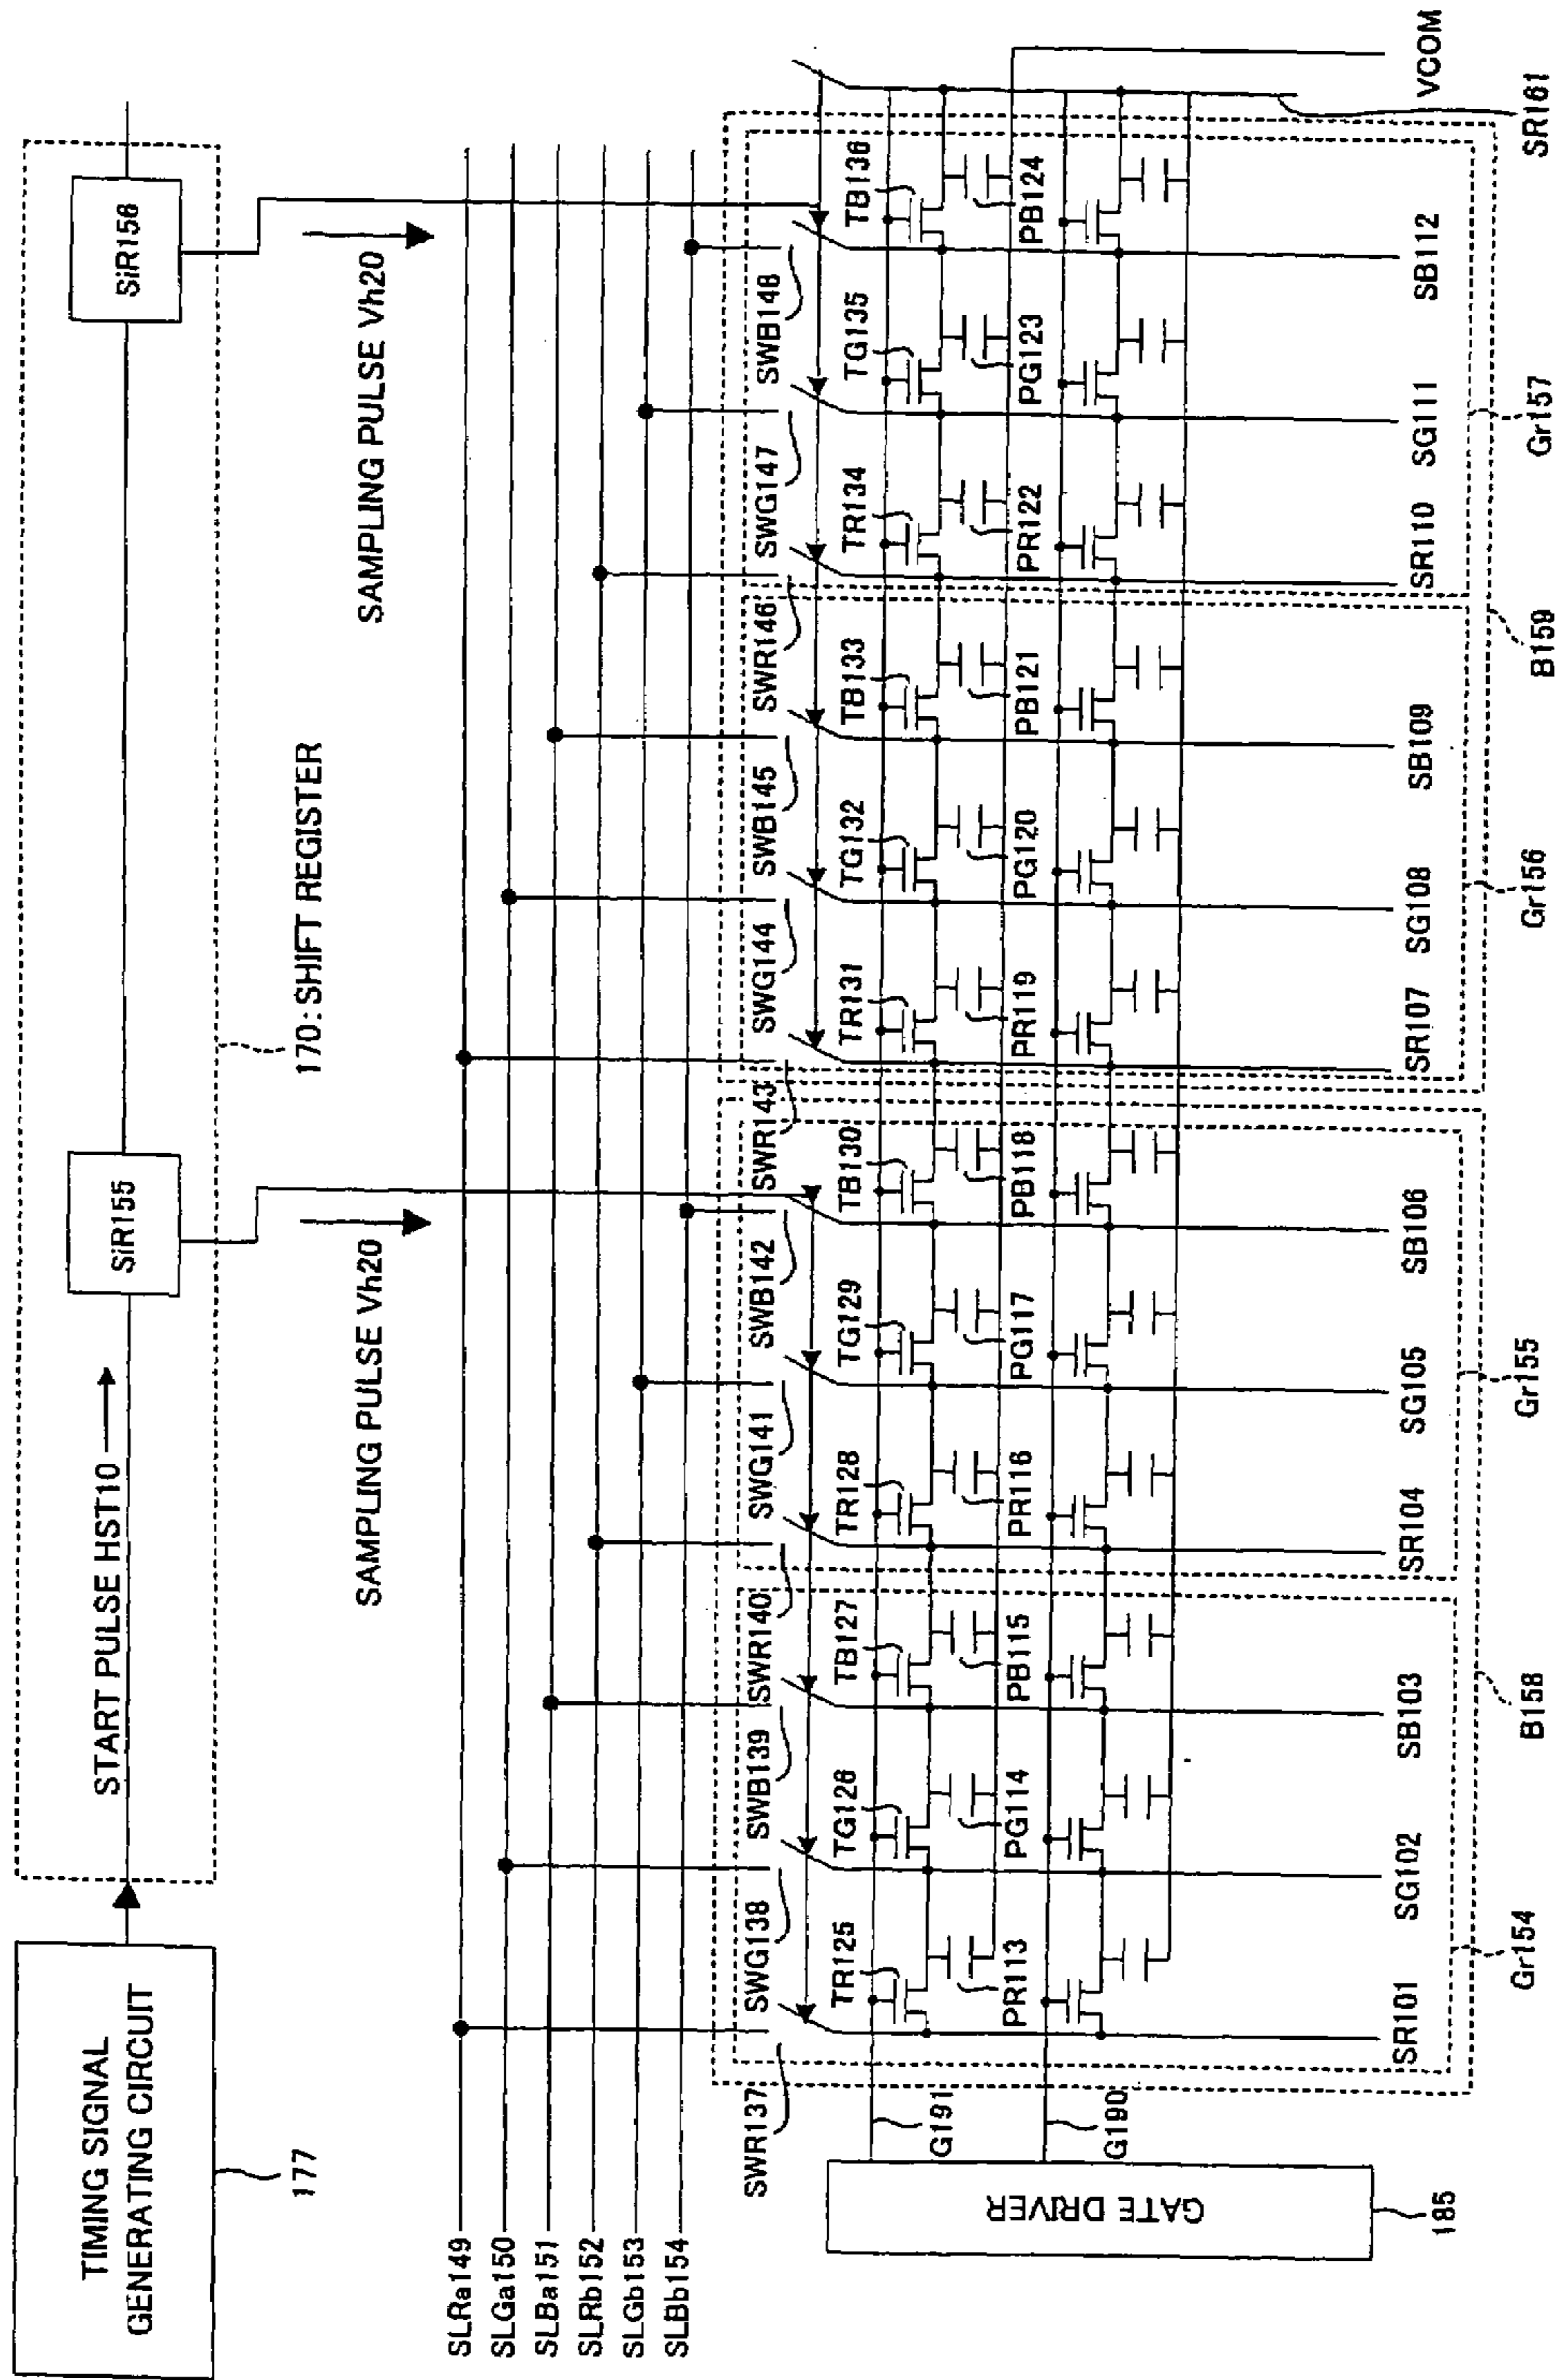 TIMING SIGNAL
GENERATING CIRCUIT
177
START PULSE HST10
SiR155
SiR156
170:SHIFT REGISTER
SAMPLING PULSE Vh20
SAMPLING PULSE Vh20
SLRa149
SLGa150
SLBa151
SLRb152
SLGb153
SLBb154
SWR137
SWG138
SWB139
SWR140
SWG141
SWB142
SWR143
SWG144
SWB145
SWR146
SWG147
SWB148
TR125
TG126
TB127
TR128
TG129
TB130
TR131
TG132
TB133
TR134
TG135
TB136
PR113
PG114
PB115
PR116
PG117
PB118
PR119
PG120
PB121
PR122
PG123
PB124
G191
G190
GATE DRIVER
185
SR101
SG102
SB103
SR104
SG105
SB106
SR107
SG108
SB109
SR110
SG111
SB112
VCOM
SR161
Gr154
B158
Gr155
Gr156
B159
Gr157